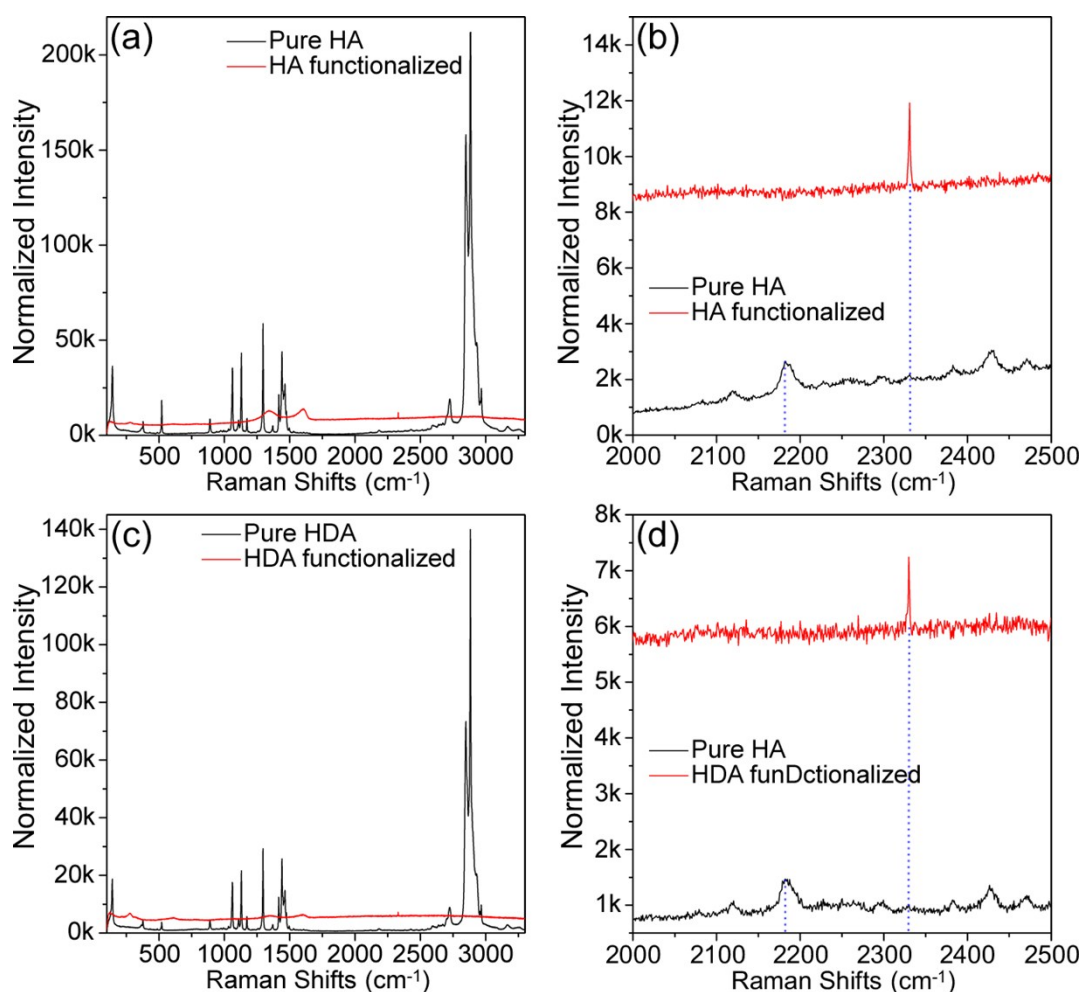 (a)
Pure HA
HA functionalized
200k
150k
100k
50k
0k
Normalized Intensity
500 1000 1500 2000 2500 3000
Raman Shifts (cm⁻¹)
(b)
14k
12k
10k
8k
6k
4k
2k
0k
Normalized Intensity
Pure HA
HA functionalized
2000 2100 2200 2300 2400 2500
Raman Shifts (cm⁻¹)
(c)
Pure HDA
HDA functionalized
140k
120k
100k
80k
60k
40k
20k
0k
Normalized Intensity
500 1000 1500 2000 2500 3000
Raman Shifts (cm⁻¹)
(d)
8k
7k
6k
5k
4k
3k
2k
1k
Normalized Intensity
Pure HA
HDA funDctionalized
2000 2100 2200 2300 2400 2500
Raman Shifts (cm⁻¹)